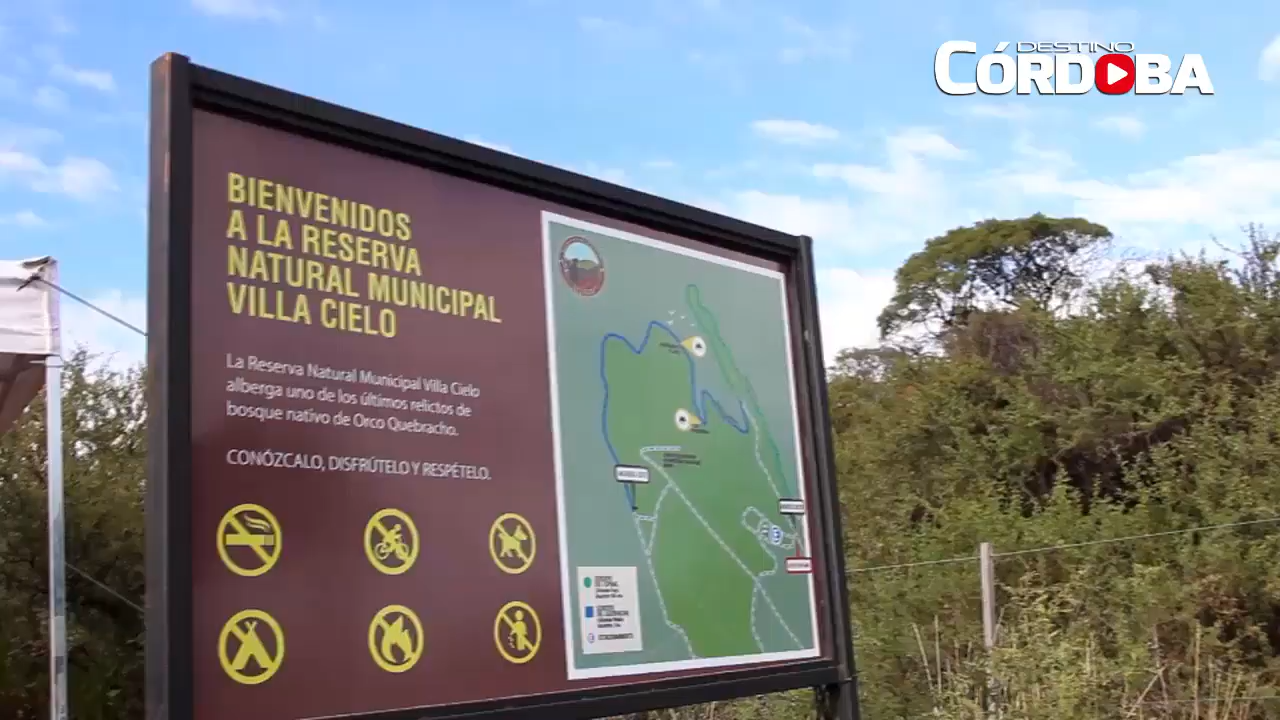 DESTINO
CÓRDOBA
BIENVENIDOS
A LA RESERVA
NATURAL MUNICIPAL
VILLA CIELO
La Reserva Natural Municipal Villa Cielo
alberga uno de los últimos relictos de
bosque nativo de Orco Quebracho.
CONÓZCALO, DISFRÚTELO Y RESPÉTELO.